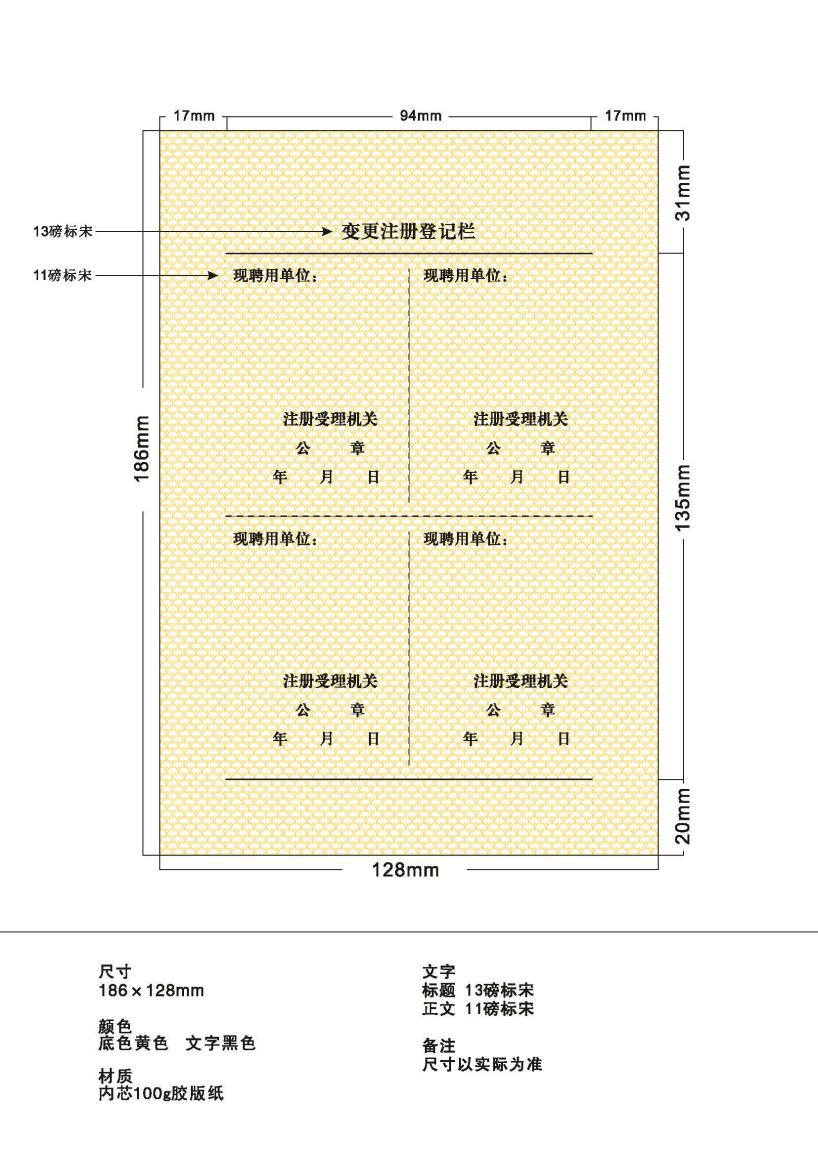 17mm 94mm 17mm
31mm
13磅标宋 变更注册登记栏
11磅标宋 现聘用单位： 现聘用单位：
注册受理机关 注册受理机关
公 章 公 章
年 月 日 年 月 日
186mm
135mm
现聘用单位： 现聘用单位：
注册受理机关 注册受理机关
公 章 公 章
年 月 日 年 月 日
20mm
128mm
尺寸
186×128mm
颜色
底色黄色 文字黑色
材质
内芯100g胶版纸
文字
标题 13磅标宋
正文 11磅标宋
备注
尺寸以实际为准